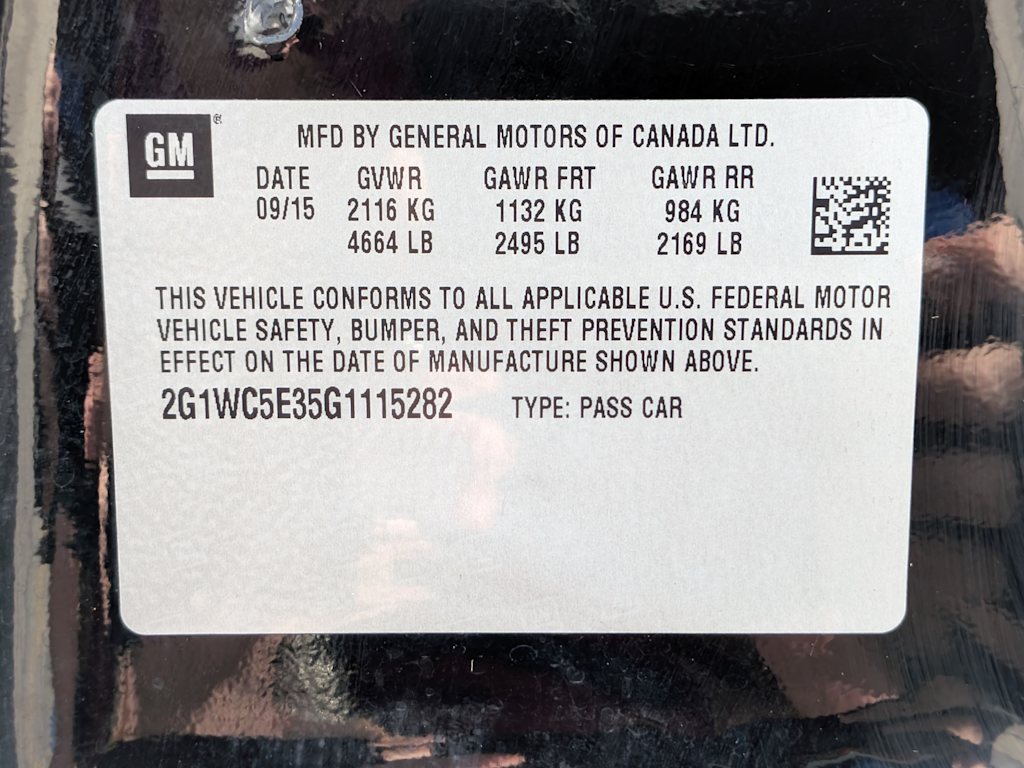 GM ®
MFD BY GENERAL MOTORS OF CANADA LTD.
DATE GVWR GAWR FRT GAWR RR
09/15 2116 KG 1132 KG 984 KG
4664 LB 2495 LB 2169 LB
THIS VEHICLE CONFORMS TO ALL APPLICABLE U.S. FEDERAL MOTOR
VEHICLE SAFETY, BUMPER, AND THEFT PREVENTION STANDARDS IN
EFFECT ON THE DATE OF MANUFACTURE SHOWN ABOVE.
2G1WC5E35G1115282 TYPE: PASS CAR